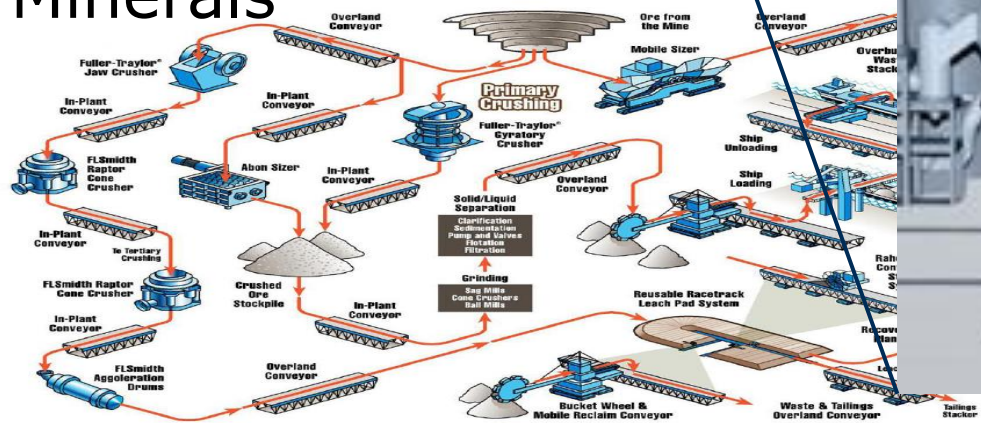 Minerals
Overland
Conveyor
Ore from
the Mine
Overland
Conveyor
Fuller-Traylor®
Jaw Crusher
Mobile Sizer
In-Plant
Conveyor
In-Plant
Conveyor
Primary
Crushing
Fuller-Traylor®
Gyratory
Crusher
Ship
Unloading
FLSmidth
Raptor
Cone
Crusher
Abon Sizer
In-Plant
Conveyor
Overland
Conveyor
Ship
Loading
Solid/Liquid
Separation
Clarification
Sedimentation
Pump and Valves
Flotation
Filtration
In-Plant
Conveyor
To Tertiary
Crushing
Grinding
Sag Mills
Cone Crushers
Ball Mills
FLSmidth Raptor
Cone Crusher
Crushed
Ore
Stockpile
In-Plant
Conveyor
Reusable Racetrack
Leach Pad System
In-Plant
Conveyor
FLSmidth
Aggloleration
Drums
Overland
Conveyor
Bucket Wheel &
Mobile Reclaim Conveyor
Waste & Tailings
Overland Conveyor
Tailings
Stacker